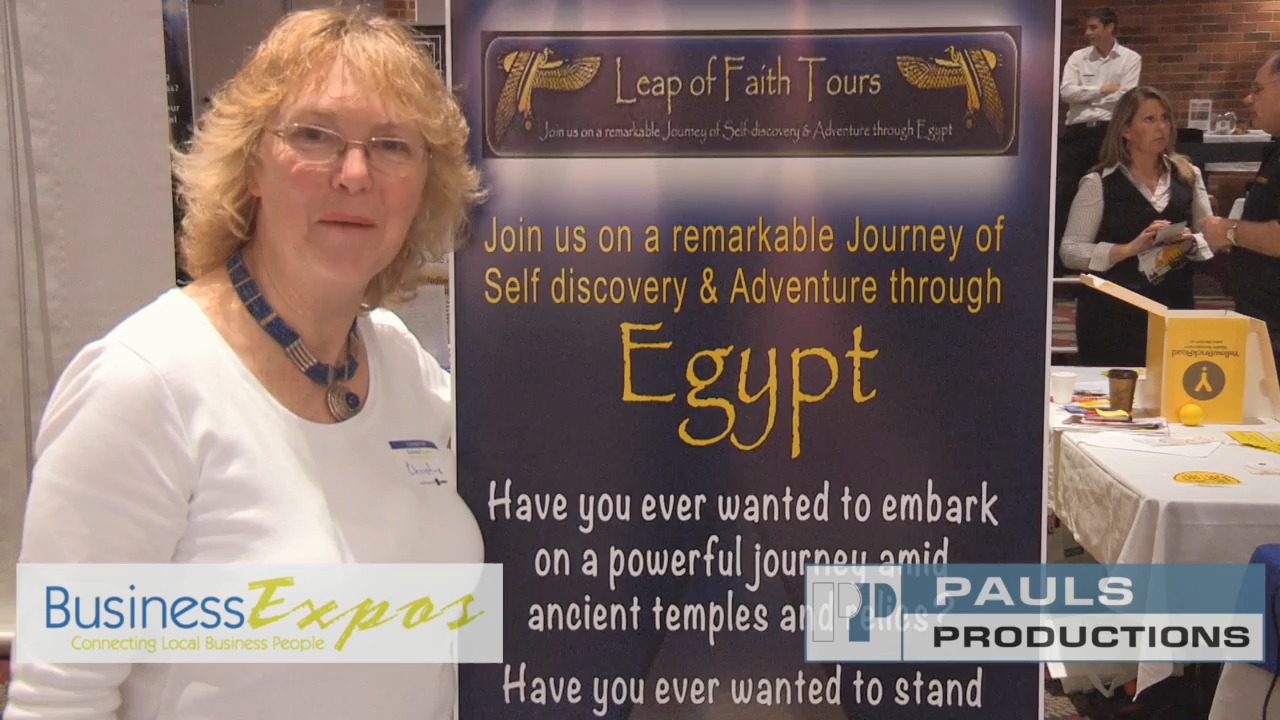 Leap of Faith Tours
Join us on a remarkable Journey of Self-discovery & Adventure through Egypt
Join us on a remarkable Journey of
Self discovery & Adventure through
Egypt
Have you ever wanted to embark
on a powerful journey amid
ancient temples and relics?
Have you ever wanted to stand
Business Expos
Connecting Local Business People
PAULS
PRODUCTIONS
YellowBrickRoad